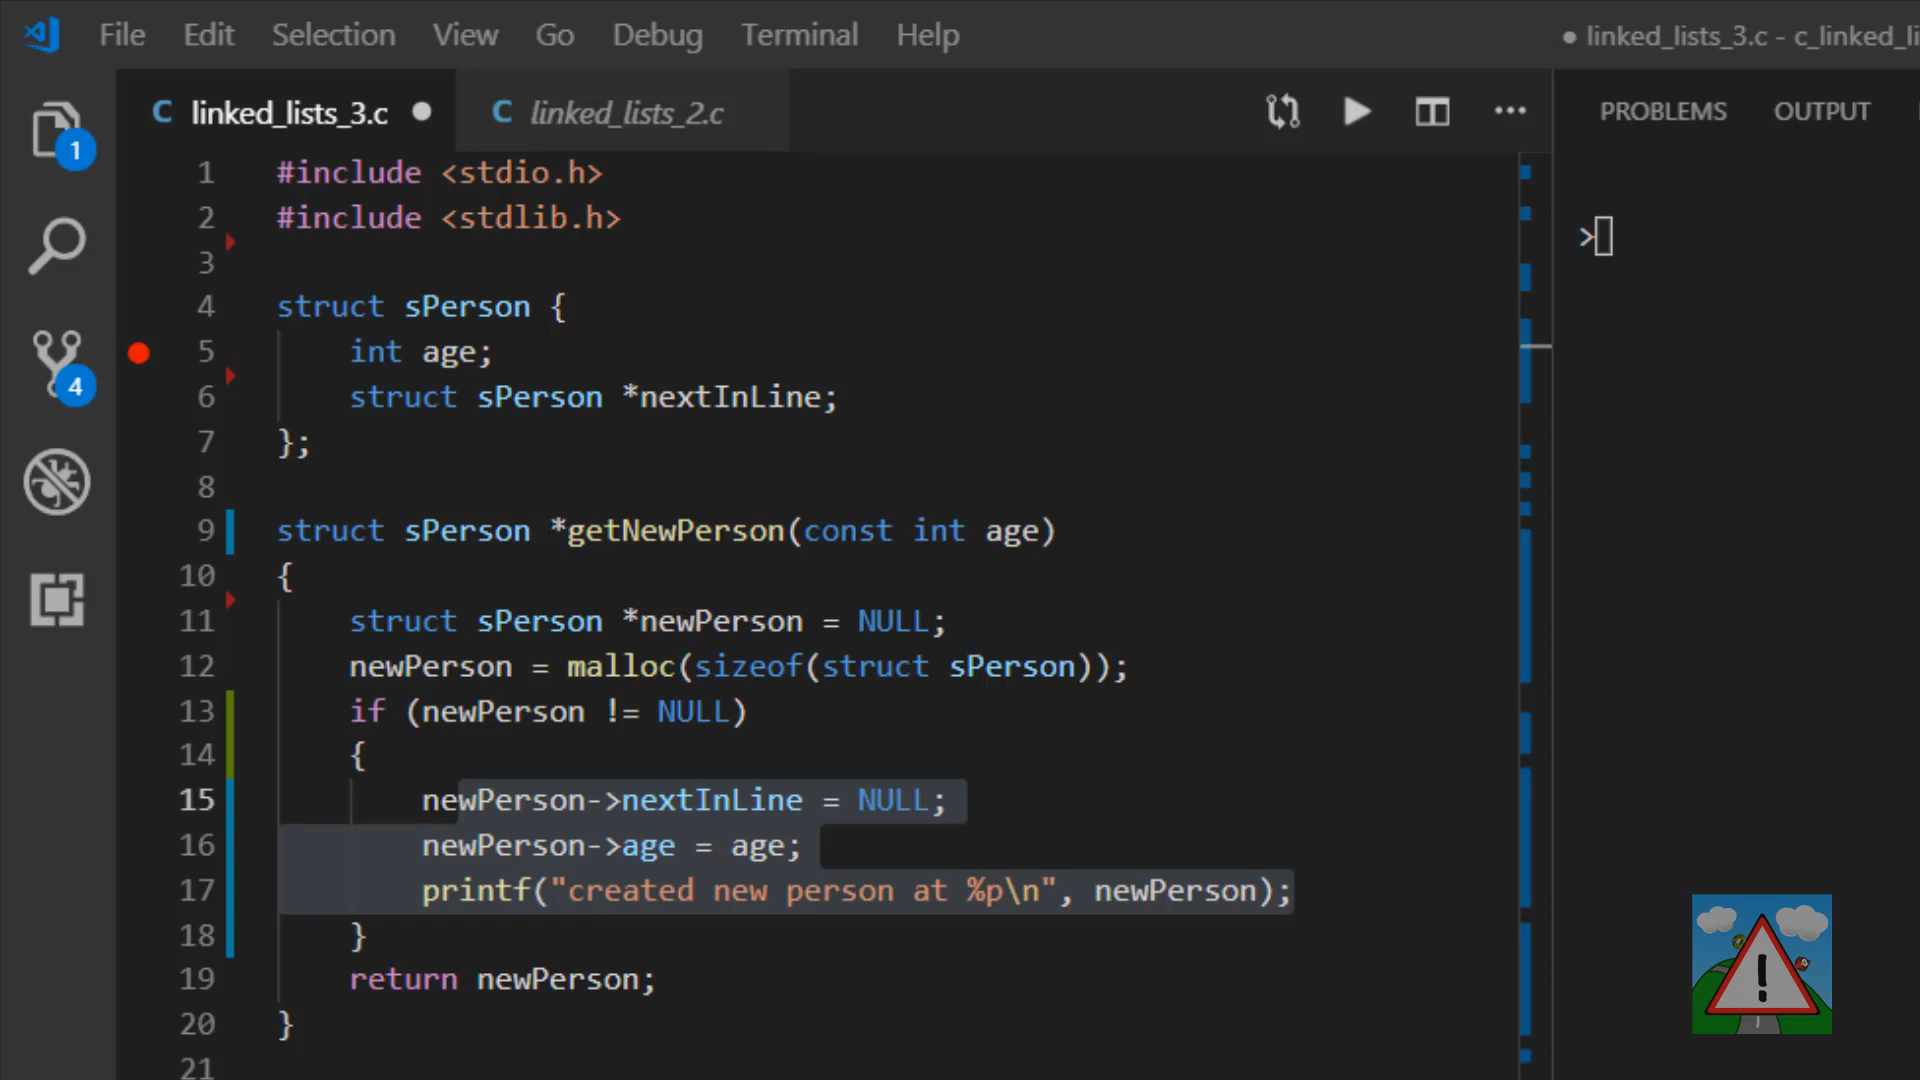 File Edit Selection View Go Debug Terminal Help
● linked_lists_3.c - c_linked_li
C linked_lists_3.c ●
C linked_lists_2.c
PROBLEMS OUTPUT
1
4
>
1 #include <stdio.h>
2 #include <stdlib.h>
3
4 struct sPerson {
5     int age;
6     struct sPerson *nextInLine;
7 };
8
9 struct sPerson *getNewPerson(const int age)
10 {
11     struct sPerson *newPerson = NULL;
12     newPerson = malloc(sizeof(struct sPerson));
13     if (newPerson != NULL)
14     {
15         newPerson->nextInLine = NULL;
16         newPerson->age = age;
17         printf("created new person at %p\n", newPerson);
18     }
19     return newPerson;
20 }
21
!